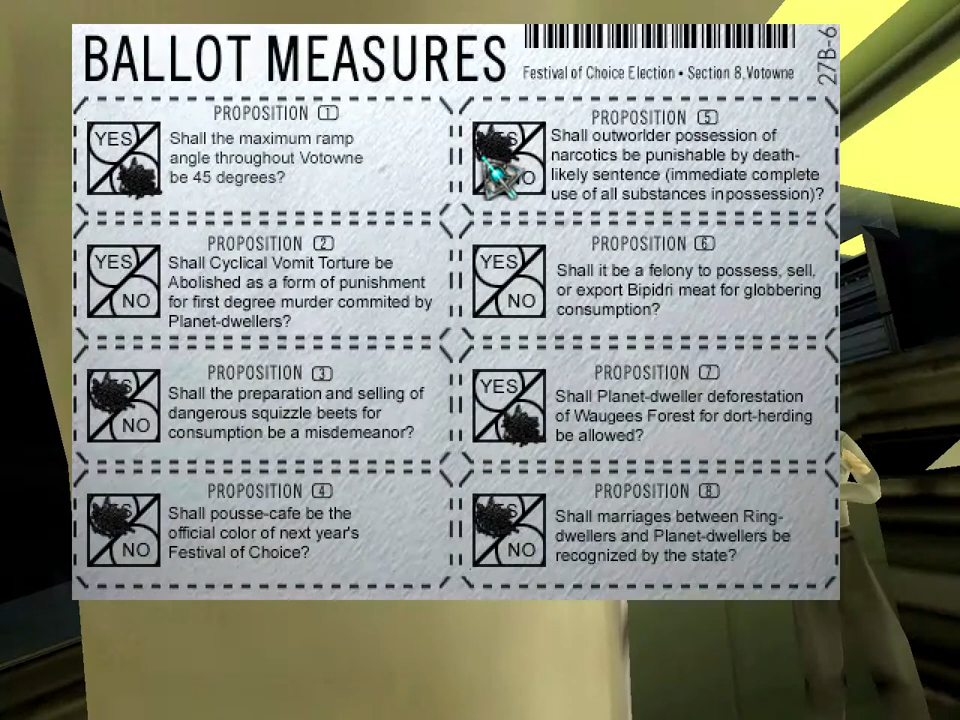 BALLOT MEASURES
Festival of Choice Election • Section 8, Votowne
27B-6
PROPOSITION 1
YES
Shall the maximum ramp
angle throughout Votowne
be 45 degrees?
PROPOSITION 2
YES
NO
Shall Cyclical Vomit Torture be
Abolished as a form of punishment
for first degree murder commited by
Planet-dwellers?
PROPOSITION 3
YES
NO
Shall the preparation and selling of
dangerous squizzle beets for
consumption be a misdemeanor?
PROPOSITION 4
YES
NO
Shall pousse-cafe be the
official color of next year's
Festival of Choice?
PROPOSITION 5
YES
NO
Shall outworlder possession of
narcotics be punishable by death-
likely sentence (immediate complete
use of all substances inpossession)?
PROPOSITION 6
YES
NO
Shall it be a felony to possess, sell,
or export Bipidri meat for globbering
consumption?
PROPOSITION 7
YES
Shall Planet-dweller deforestation
of Waugees Forest for dort-herding
be allowed?
PROPOSITION 8
YES
NO
Shall marriages between Ring-
dwellers and Planet-dwellers be
recognized by the state?